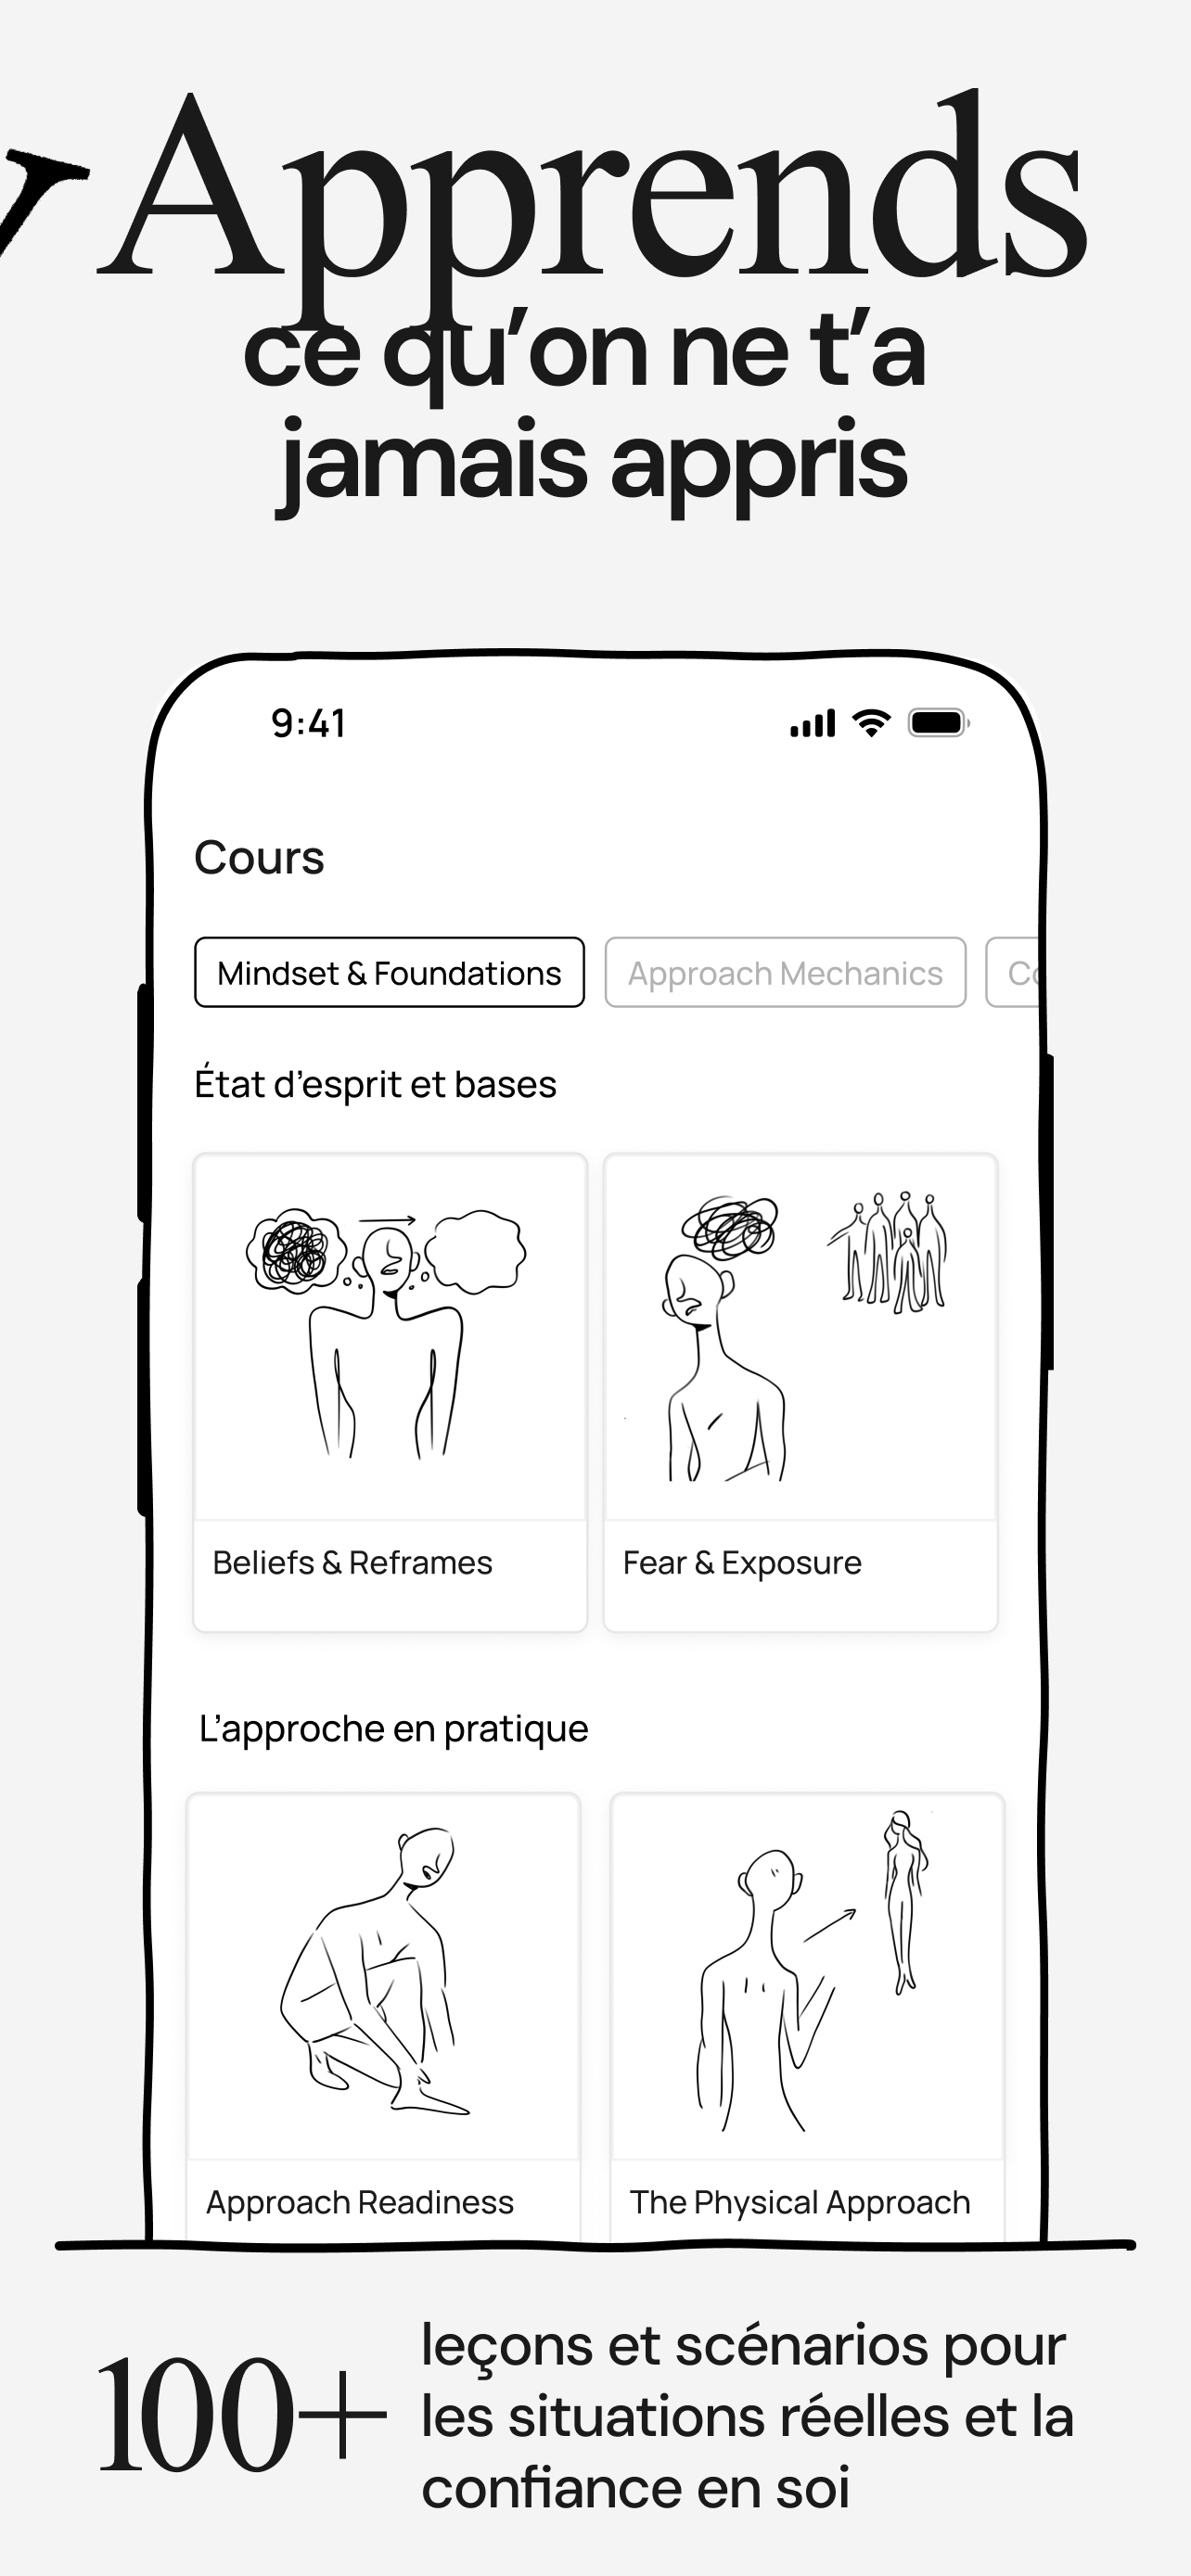 Apprends
ce qu’on ne t’a
jamais appris
9:41
Cours
Mindset & Foundations
Approach Mechanics
État d’esprit et bases
Beliefs & Reframes
Fear & Exposure
L’approche en pratique
Approach Readiness
The Physical Approach
100+
leçons et scénarios pour
les situations réelles et la
confiance en soi